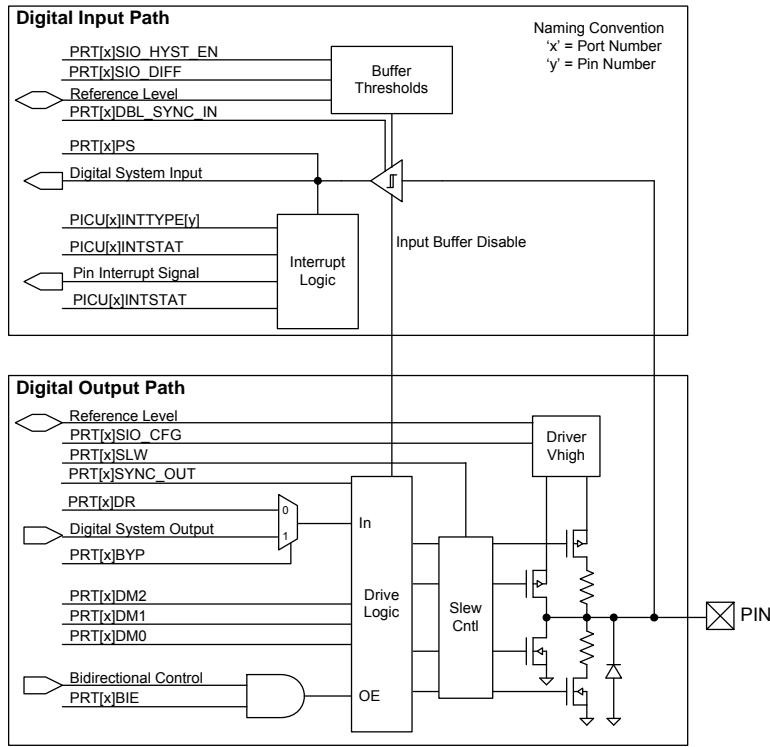 Digital Input Path
Naming Convention
‘x’ = Port Number
‘y’ = Pin Number
PRT[x]SIO_HYST_EN
PRT[x]SIO_DIFF
Reference Level
PRT[x]DBL_SYNC_IN
Buffer
Thresholds
PRT[x]PS
Digital System Input
PICU[x]INTTYPE[y]
PICU[x]INTSTAT
Pin Interrupt Signal
PICU[x]INTSTAT
Interrupt
Logic
Input Buffer Disable
Digital Output Path
Reference Level
PRT[x]SIO_CFG
PRT[x]SLW
PRT[x]SYNC_OUT
Driver
Vhigh
PRT[x]DR
Digital System Output
PRT[x]BYP
0
1
In
PRT[x]DM2
PRT[x]DM1
PRT[x]DM0
Drive
Logic
Slew
Cntl
PIN
Bidirectional Control
PRT[x]BIE
OE